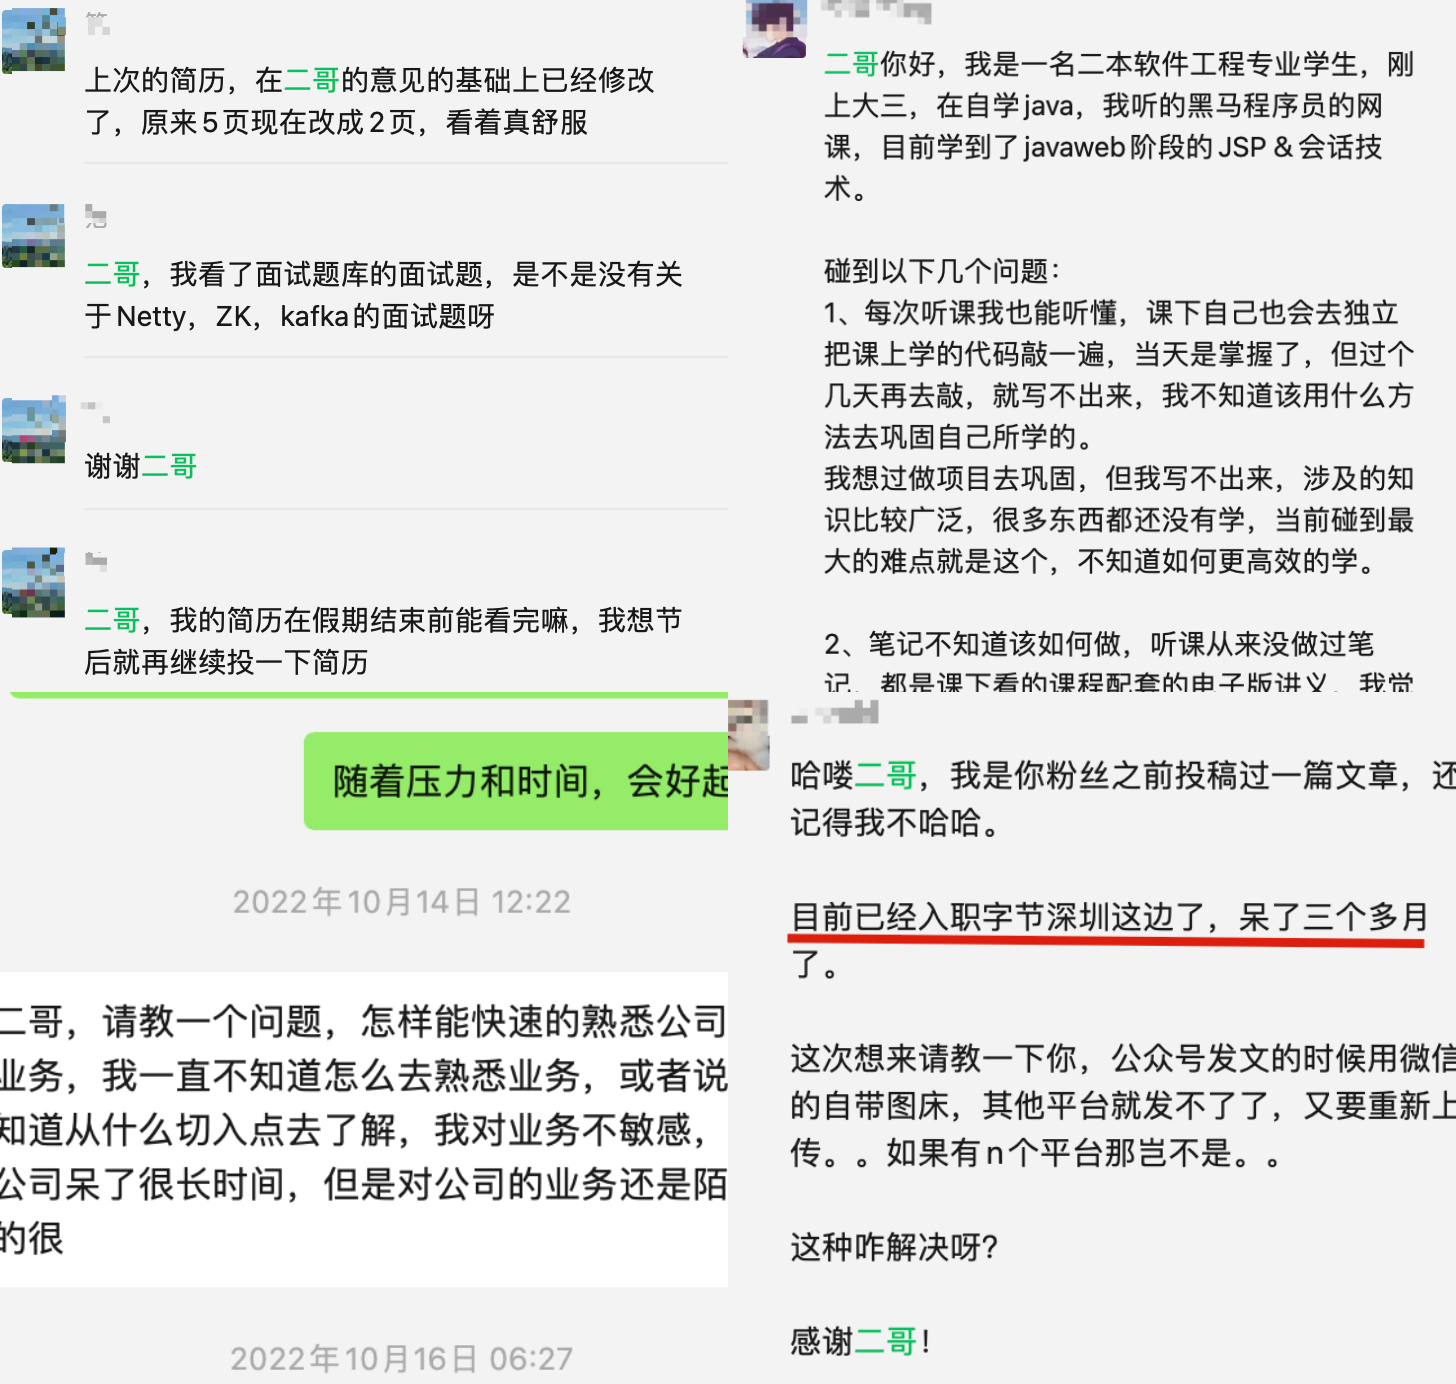 上次的简历，在二哥的意见的基础上已经修改
了，原来5页现在改成2页，看着真舒服
二哥，我看了面试题库的面试题，是不是没有关
于Netty，ZK，kafka的面试题呀
谢谢二哥
二哥，我的简历在假期结束前能看完嘛，我想节
后就再继续投一下简历
二哥你好，我是一名二本软件工程专业学生，刚
上大三，在自学java，我听的黑马程序员的网
课，目前学到了javaweb阶段的JSP & 会话技
术。
碰到以下几个问题：
1、每次听课我也能听懂，课下自己也会去独立
把课上学的代码敲一遍，当天是掌握了，但过个
几天再去敲，就写不出来，我不知道该用什么方
法去巩固自己所学的。
我想过做项目去巩固，但我写不出来，涉及的知
识比较广泛，很多东西都还没有学，当前碰到最
大的难点就是这个，不知道如何更高效的学。
2、笔记不知道该如何做，听课从来没做过笔
记，都是课下看的课程配套的电子版讲义，我觉
随着压力和时间，会好起
2022年10月14日 12:22
二哥，请教一个问题，怎样能快速的熟悉公司
业务，我一直不知道怎么去熟悉业务，或者说
知道从什么切入点去了解，我对业务不敏感，
公司呆了很长时间，但是对公司的业务还是陌
的很
2022年10月16日 06:27
哈喽二哥，我是你粉丝之前投稿过一篇文章，还
记得我不哈哈。
目前已经入职字节深圳这边了，呆了三个多月
了。
这次想来请教一下你，公众号发文的时候用微信
的自带图床，其他平台就发不了了，又要重新上
传。。如果有n个平台那岂不是。。
这种咋解决呀?
感谢二哥！